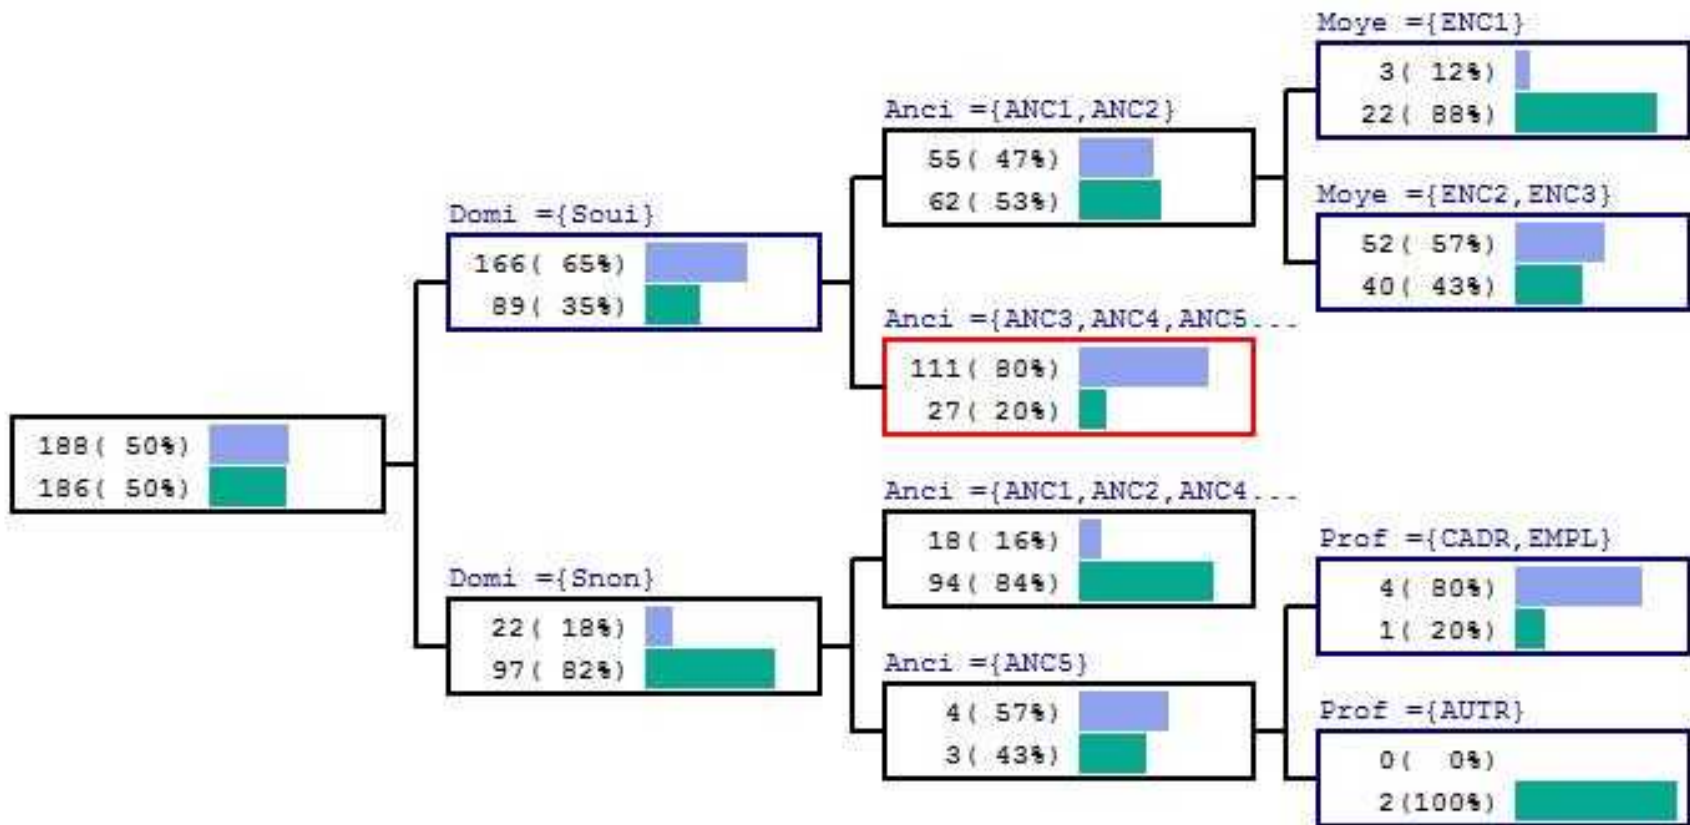 188( 50%)
186( 50%)
Domi ={Soui}
166( 65%)
89( 35%)
Domi ={Snon}
22( 18%)
97( 82%)
Anci ={ANC1,ANC2}
55( 47%)
62( 53%)
Anci ={ANC3,ANC4,ANC5...
111( 80%)
27( 20%)
Anci ={ANC1,ANC2,ANC4...
18( 16%)
94( 84%)
Anci ={ANC5}
4( 57%)
3( 43%)
Moye ={ENC1}
3( 12%)
22( 88%)
Moye ={ENC2,ENC3}
52( 57%)
40( 43%)
Prof ={CADR,EMPL}
4( 80%)
1( 20%)
Prof ={AUTR}
0( 0%)
2(100%)